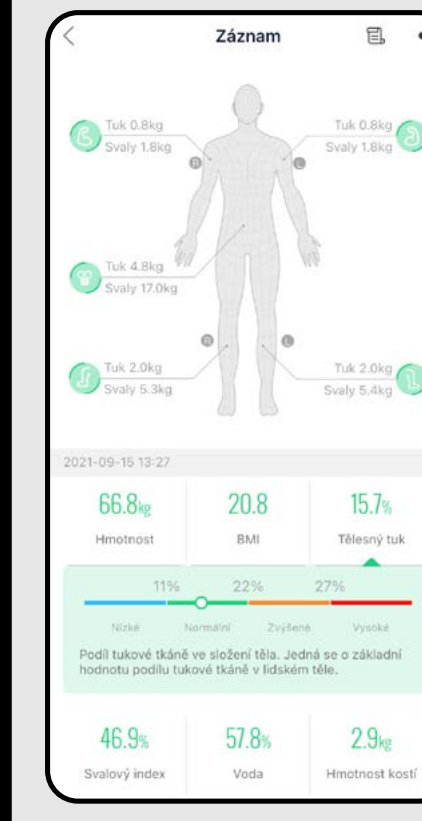 Záznam
Tuk 0.8kg
Svaly 1.8kg
Tuk 0.8kg
Svaly 1.8kg
R
L
Tuk 4.8kg
Svaly 17.0kg
R
L
Tuk 2.0kg
Svaly 5.3kg
Tuk 2.0kg
Svaly 5.4kg
2021-09-15 13:27
66.8kg 20.8 15.7%
Hmotnost BMI Tělesný tuk
11% 22% 27%
Nízké Normální Zvýšené Vysoké
Podíl tukové tkáně ve složení těla. Jedná se o základní
hodnotu podílu tukové tkáně v lidském těle.
46.9% 57.8% 2.9kg
Svalový index Voda Hmotnost kostí